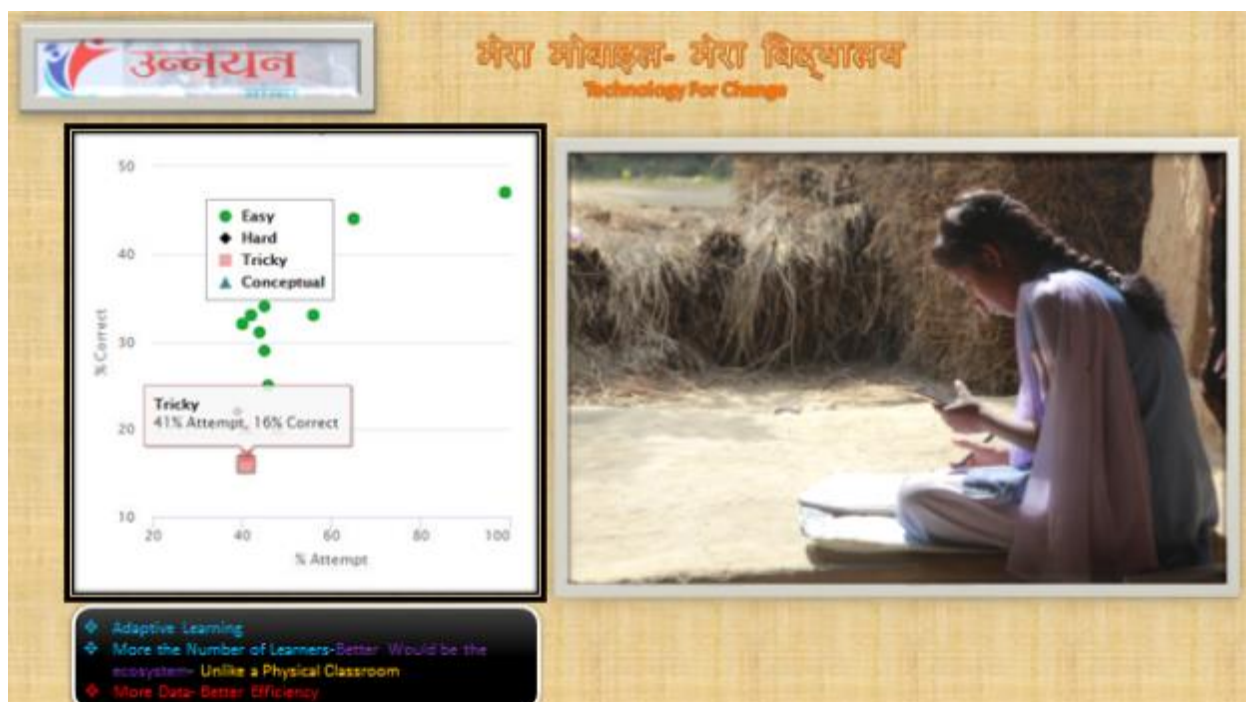 उन्नयन
मेरा मोबाइल- मेरा विद्यालय
Technology For Change
50
40
30
20
10
% Correct
Easy
Hard
Tricky
Conceptual
Tricky
41% Attempt, 16% Correct
20 40 60 80 100
% Attempt
Adaptive Learning
More the Number of Learners-Better Would be the
ecosystem- Unlike a Physical Classroom
More Data- Better Efficiency